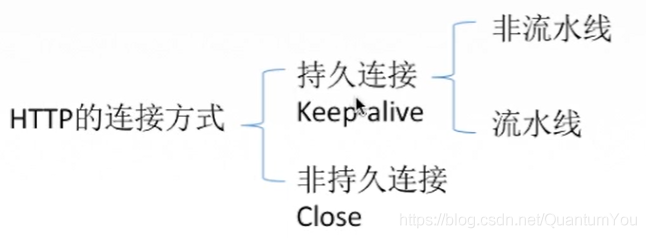 HTTP的连接方式
持久连接
Keep-alive
非流水线
流水线
非持久连接
Close
https://blog.csdn.net/QuantumYou